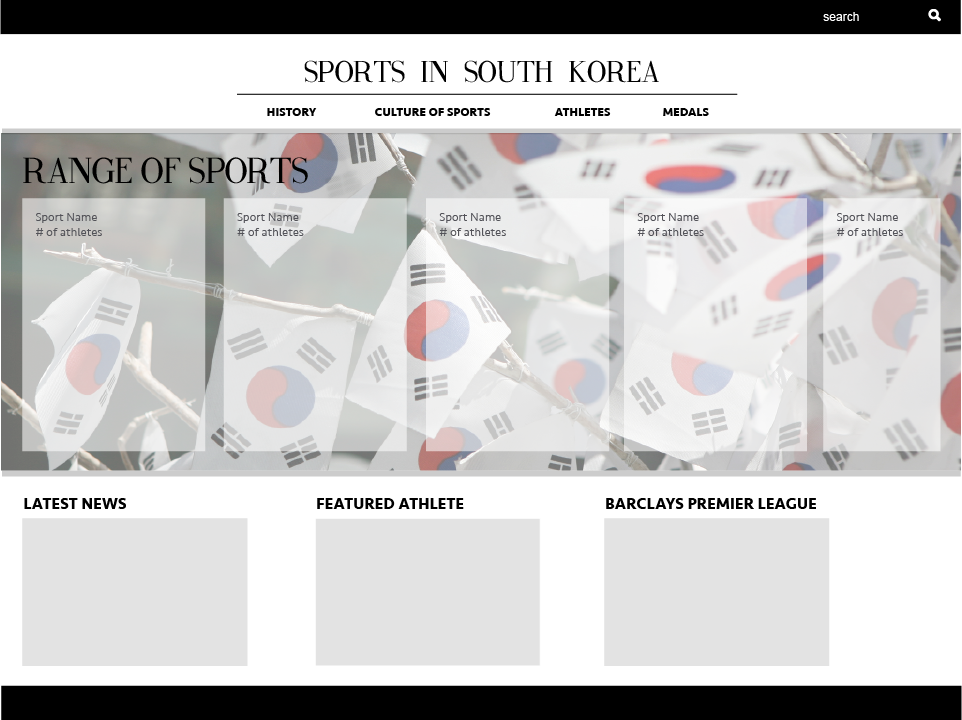 search
SPORTS IN SOUTH KOREA
HISTORY CULTURE OF SPORTS ATHLETES MEDALS
RANGE OF SPORTS
Sport Name
# of athletes
Sport Name
# of athletes
Sport Name
# of athletes
Sport Name
# of athletes
Sport Name
# of athletes
LATEST NEWS
FEATURED ATHLETE
BARCLAYS PREMIER LEAGUE